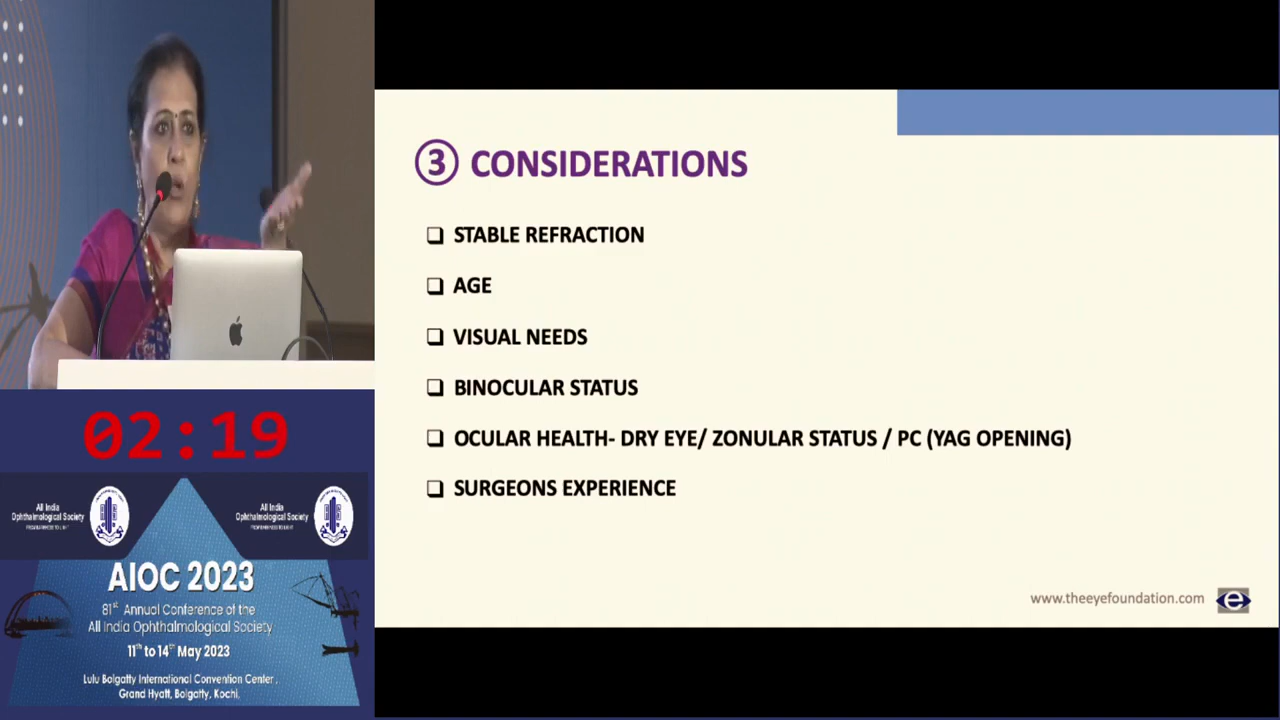 ③ CONSIDERATIONS
❑ STABLE REFRACTION
❑ AGE
❑ VISUAL NEEDS
❑ BINOCULAR STATUS
❑ OCULAR HEALTH- DRY EYE/ ZONULAR STATUS / PC (YAG OPENING)
❑ SURGEONS EXPERIENCE
www.theeyefoundation.com
e
02:19
All India
Ophthalmological Society
All India
Ophthalmological Society
AIOC 2023
81st Annual Conference of the
All India Ophthalmological Society
11th to 14th May 2023
Lulu Bolgatty International Convention Center,
Grand Hyatt, Bolgatty, Kochi.